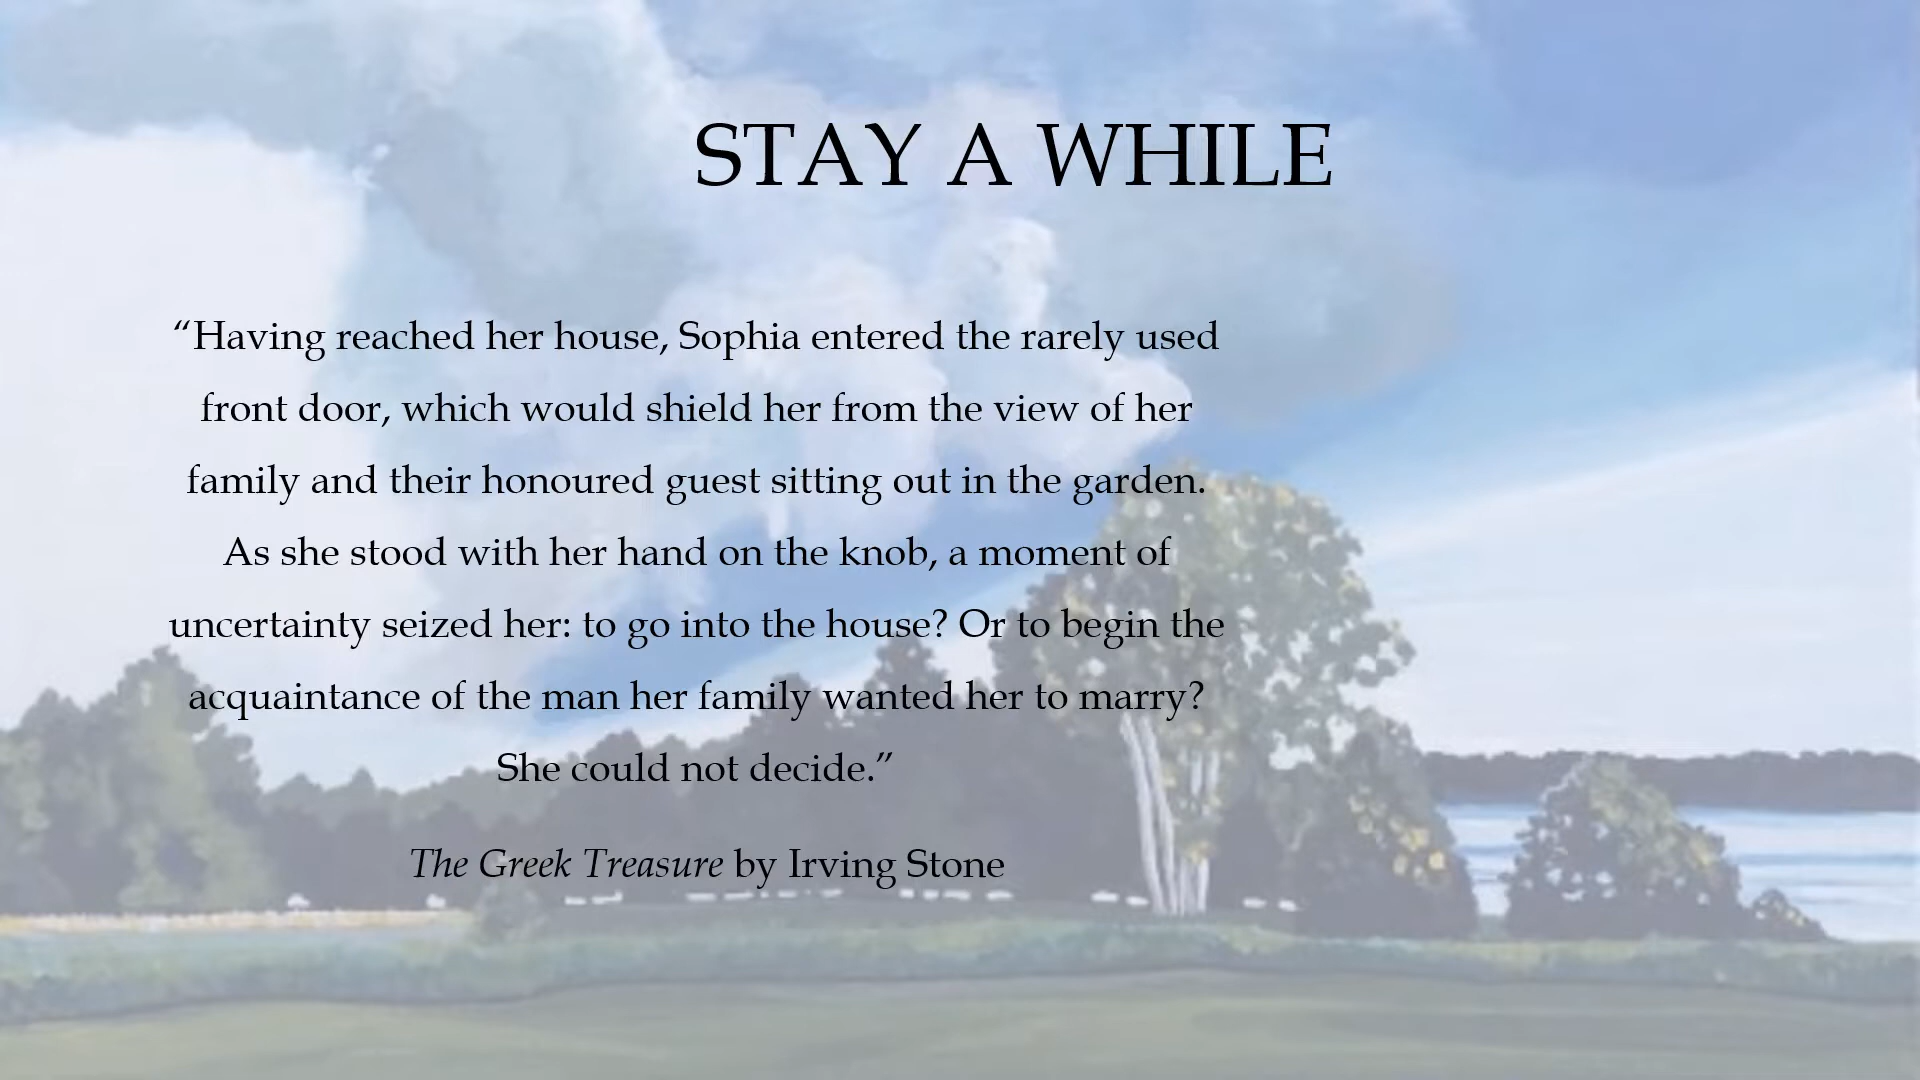 STAY A WHILE
“Having reached her house, Sophia entered the rarely used
front door, which would shield her from the view of her
family and their honoured guest sitting out in the garden.
As she stood with her hand on the knob, a moment of
uncertainty seized her: to go into the house? Or to begin the
acquaintance of the man her family wanted her to marry?
She could not decide.”
The Greek Treasure by Irving Stone